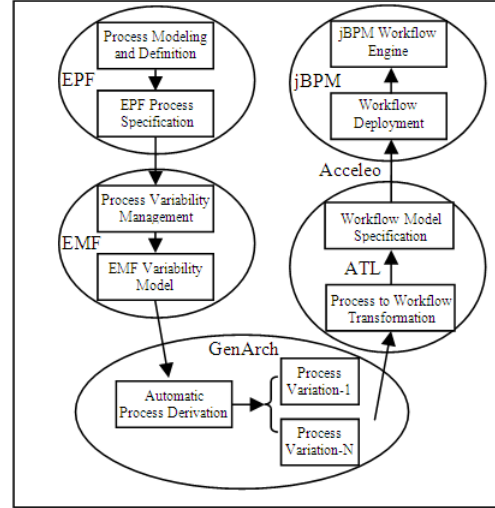 Process Modeling
and Definition
EPF
EPF Process
Specification
Process Variability
Management
EMF
EMF Variability
Model
GenArch
Automatic
Process Derivation
Process
Variation-1
Process
Variation-N
jBPM Workflow
Engine
jBPM
Workflow
Deployment
Acceleo
Workflow Model
Specification
ATL
Process to Workflow
Transformation